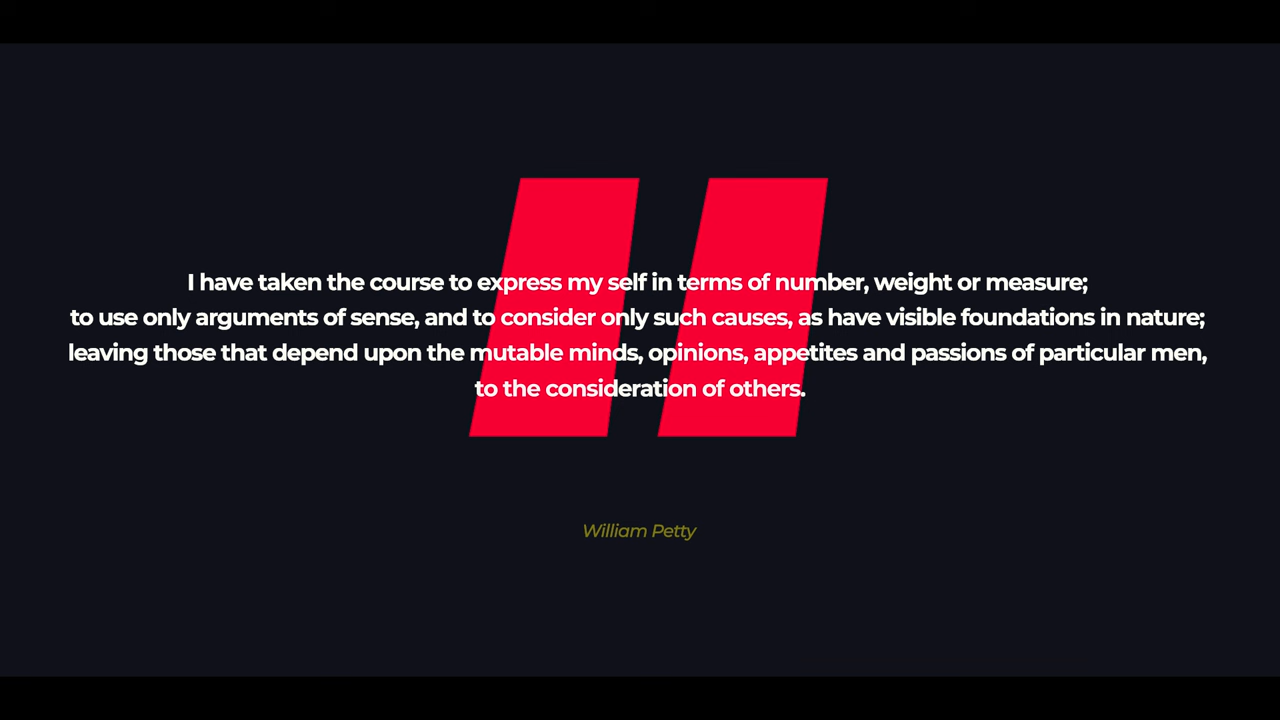 I have taken the course to express my self in terms of number, weight or measure;
to use only arguments of sense, and to consider only such causes, as have visible foundations in nature;
leaving those that depend upon the mutable minds, opinions, appetites and passions of particular men,
to the consideration of others.
William Petty